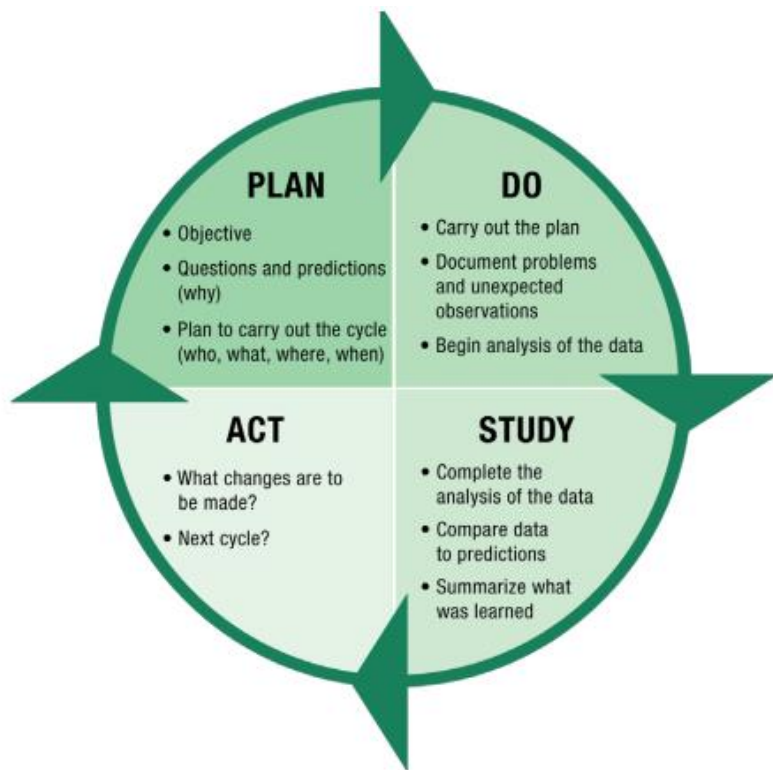 PLAN
• Objective
• Questions and predictions
(why)
• Plan to carry out the cycle
(who, what, where, when)
DO
• Carry out the plan
• Document problems
and unexpected
observations
• Begin analysis of the data
ACT
• What changes are to
be made?
• Next cycle?
STUDY
• Complete the
analysis of the data
• Compare data
to predictions
• Summarize what
was learned